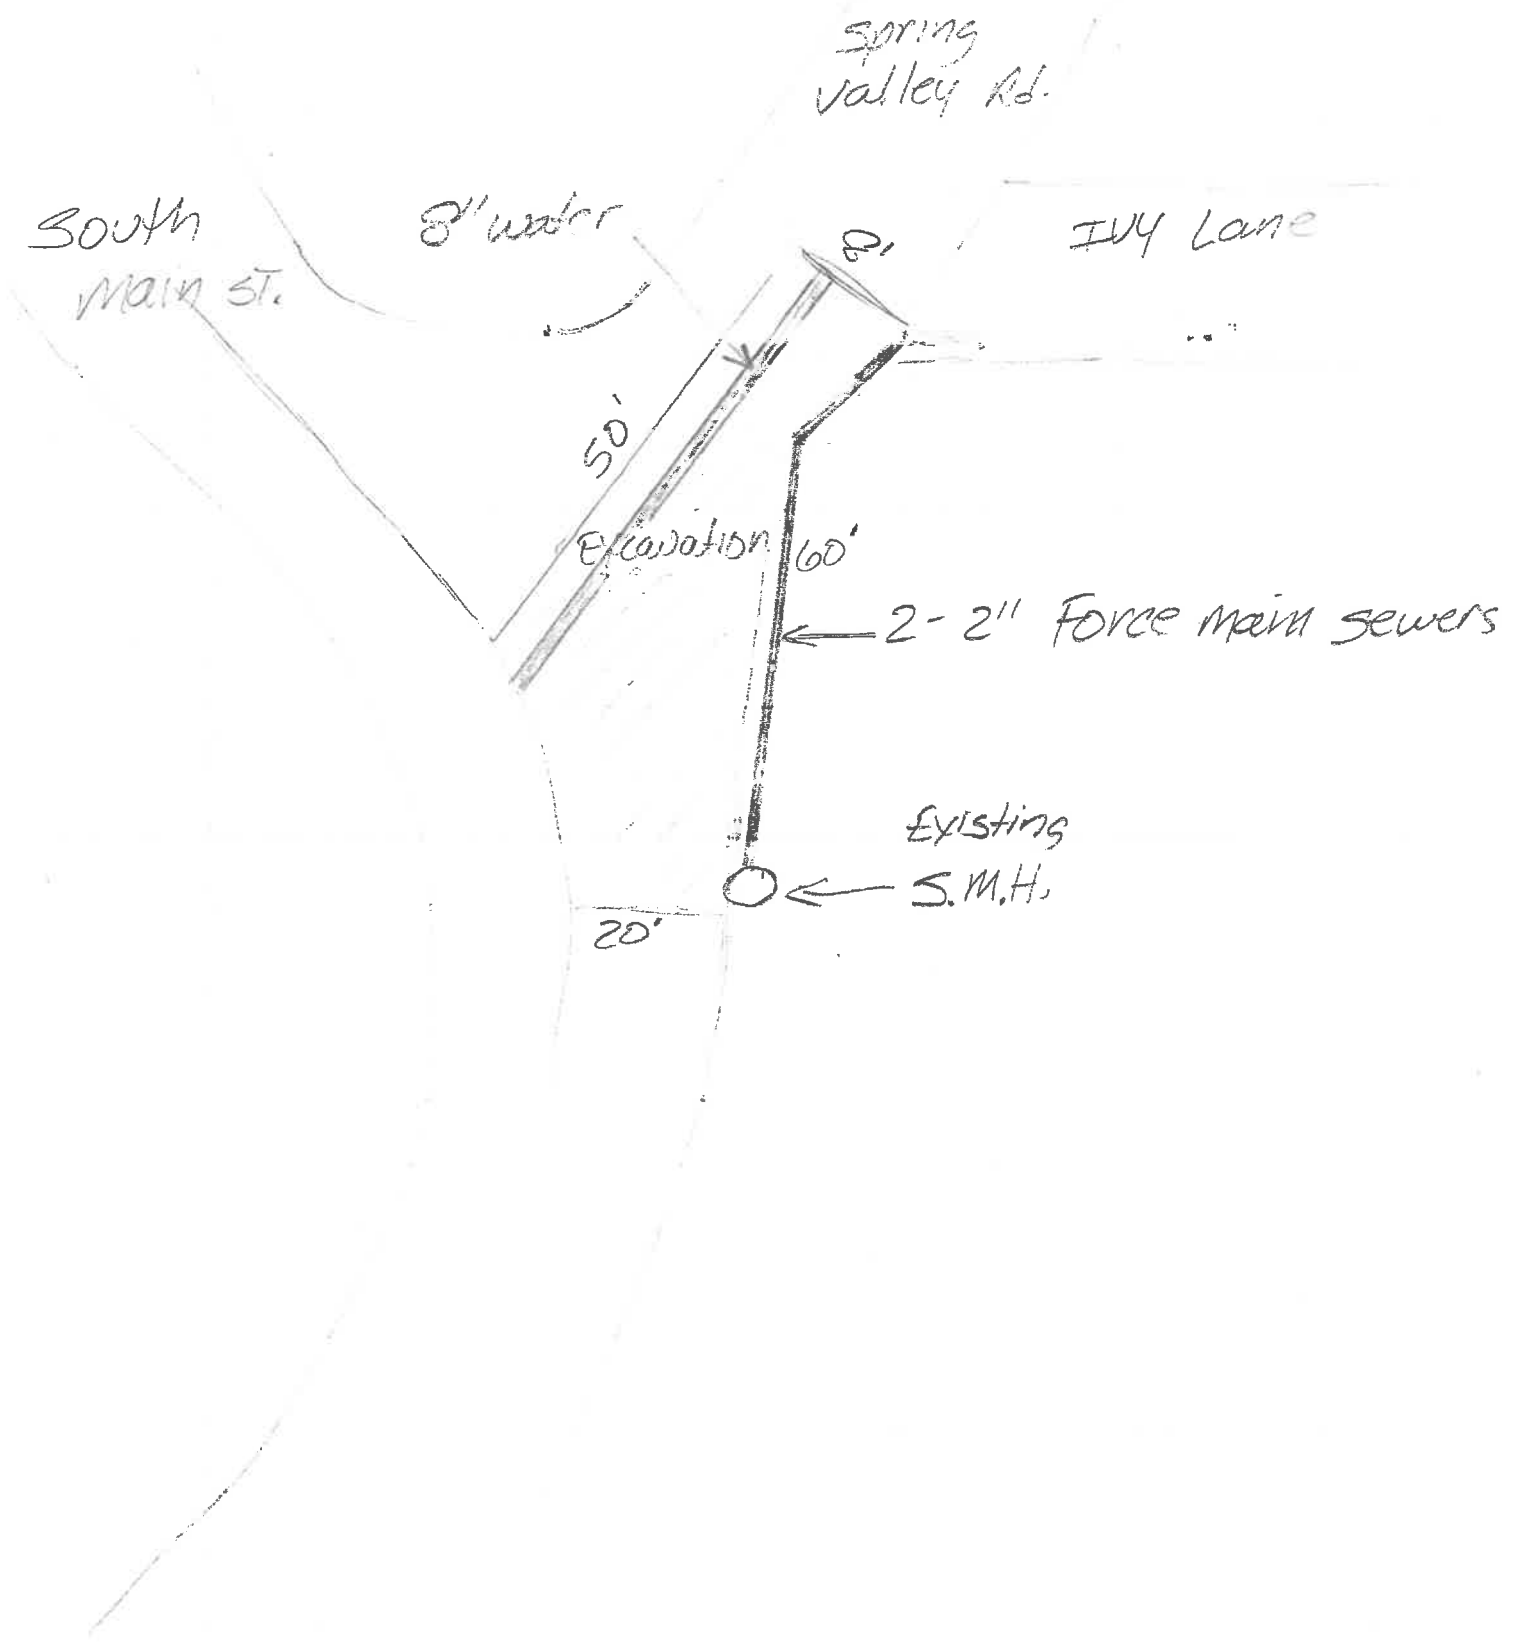 Spring
Valley Rd.
South
Main ST.
8" water
8'
IVY Lane
50'
Excavation
60'
2-2" Force main sewers
Existing
S.M.H.
20'